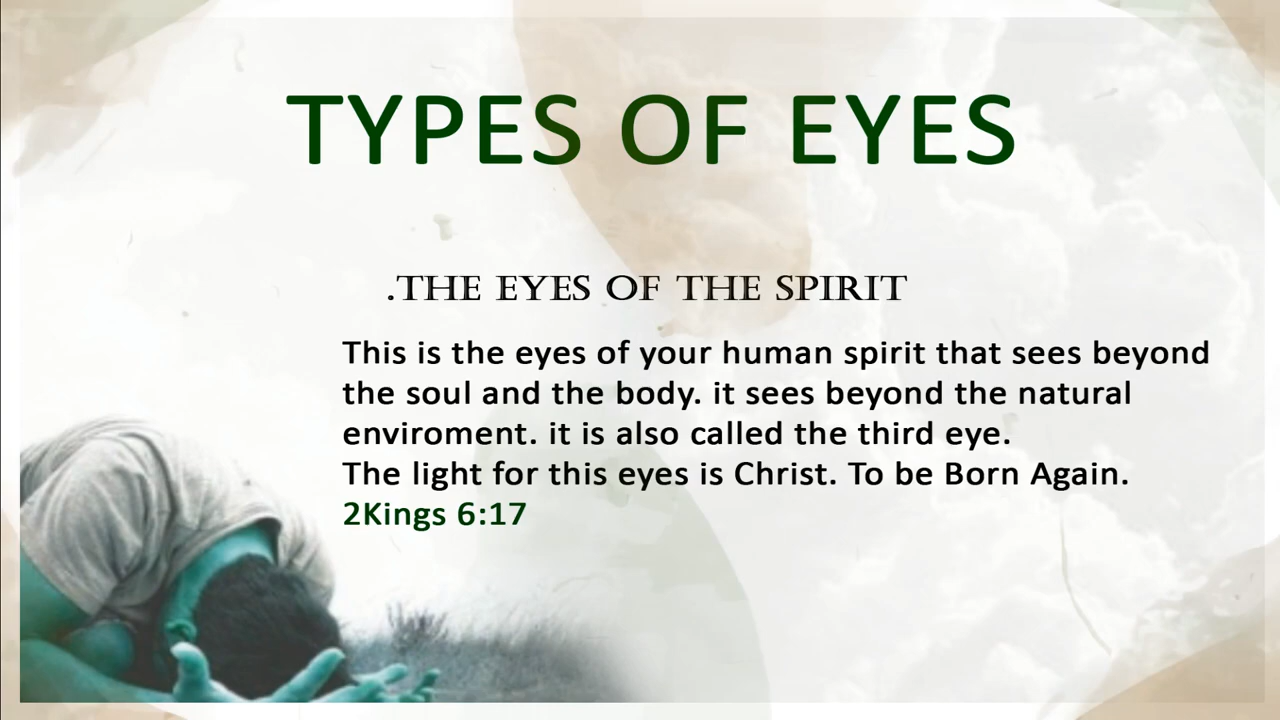 TYPES OF EYES
.THE EYES OF THE SPIRIT
This is the eyes of your human spirit that sees beyond
the soul and the body. it sees beyond the natural
enviroment. it is also called the third eye.
The light for this eyes is Christ. To be Born Again.
2Kings 6:17